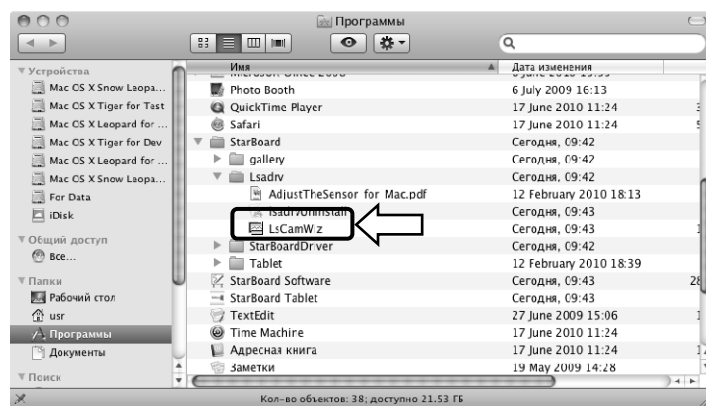 Программы
Имя
Дата изменения
Photo Booth
6 July 2009 16:13
QuickTime Player
17 June 2010 11:24
Safari
17 June 2010 11:24
StarBoard
Сегодня, 09:42
gallery
Сегодня, 09:42
Lsadrv
Сегодня, 09:42
AdjustTheSensor for Mac.pdf
12 February 2010 18:13
Сегодня, 09:43
LsCamWiz
Сегодня, 09:43
StarBoardDriver
Сегодня, 09:42
Tablet
12 February 2010 18:39
StarBoard Software
Сегодня, 09:43
StarBoard Tablet
Сегодня, 09:43
TextEdit
27 June 2009 15:06
Time Machine
17 June 2010 11:24
Адресная книга
17 June 2010 11:24
Заметки
19 May 2009 14:28
Устройства
Mac OS X Snow Leopa...
Mac OS X Tiger for Test
Mac OS X Leopard for ...
Mac OS X Tiger for Dev
Mac OS X Leopard for ...
Mac OS X Snow Leopa...
For Data
iDisk
Общий доступ
Все...
Папки
Рабочий стол
usr
Программы
Документы
Поиск
Кол-во объектов: 38; доступно 21.53 ГБ